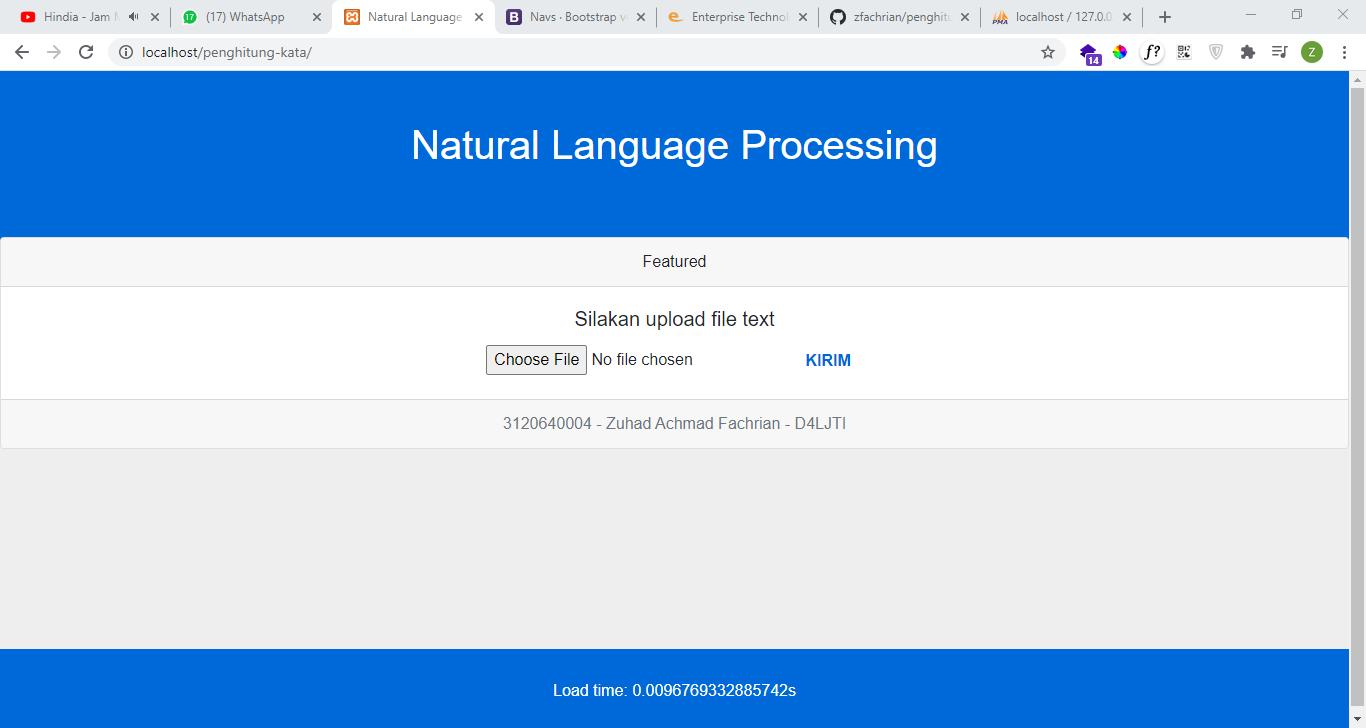 Hindia - Jam
(17) WhatsApp
Natural Language
Navs · Bootstrap v
Enterprise Technol
zfachrian/penghitu
localhost / 127.0.0
localhost/penghitung-kata/
14
f?
Z
Natural Language Processing
Featured
Silakan upload file text
Choose File No file chosen KIRIM
3120640004 - Zuhad Achmad Fachrian - D4LJTI
Load time: 0.0096769332885742s